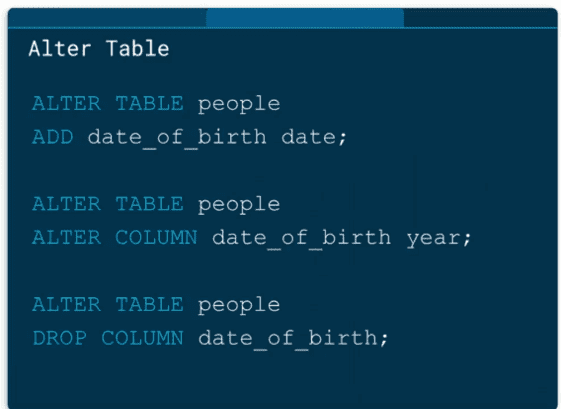 Alter Table
ALTER TABLE people
ADD date_of_birth date;
ALTER TABLE people
ALTER COLUMN date_of_birth year;
ALTER TABLE people
DROP COLUMN date_of_birth;